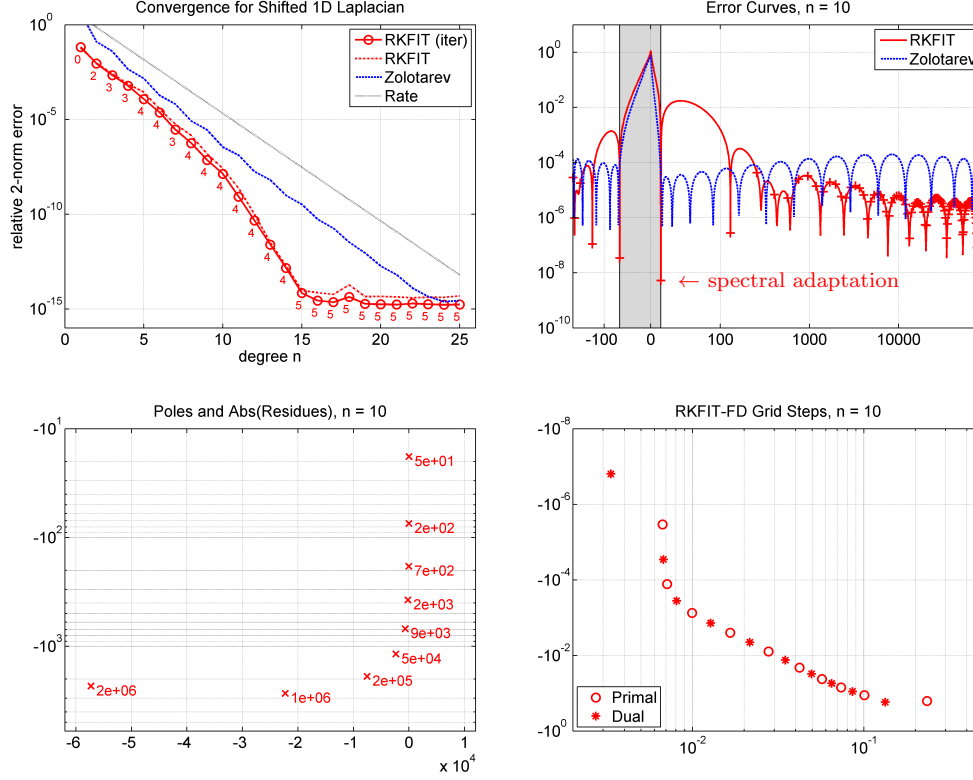 Convergence for Shifted 1D Laplacian
10^0
10^-5
10^-10
10^-15
relative 2-norm error
RKFIT (iter)
RKFIT
Zolotarev
Rate
0
2
3
3
4
4
3
4
4
4
4
4
4
4
5
5
5
5
5
5
5
5
5
5
5
0
5
10
15
20
25
degree n
Error Curves, n = 10
10^0
10^-2
10^-4
10^-6
10^-8
10^-10
RKFIT
Zolotarev
← spectral adaptation
-100
0
100
1000
10000
Poles and Abs(Residues), n = 10
-10^1
-10^2
-10^3
5e+01
2e+02
7e+02
2e+03
9e+03
5e+04
2e+05
1e+06
2e+06
-6
-5
-4
-3
-2
-1
0
1
x 10^4
RKFIT-FD Grid Steps, n = 10
-10^-8
-10^-6
-10^-4
-10^-2
-10^0
Primal
Dual
10^-2
10^-1